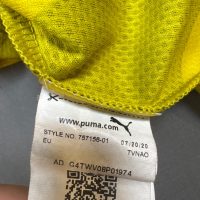 www.puma.com
STYLE NO. 757156-01 07/20/20
EU TVNAO
AD G4TWV08P01974